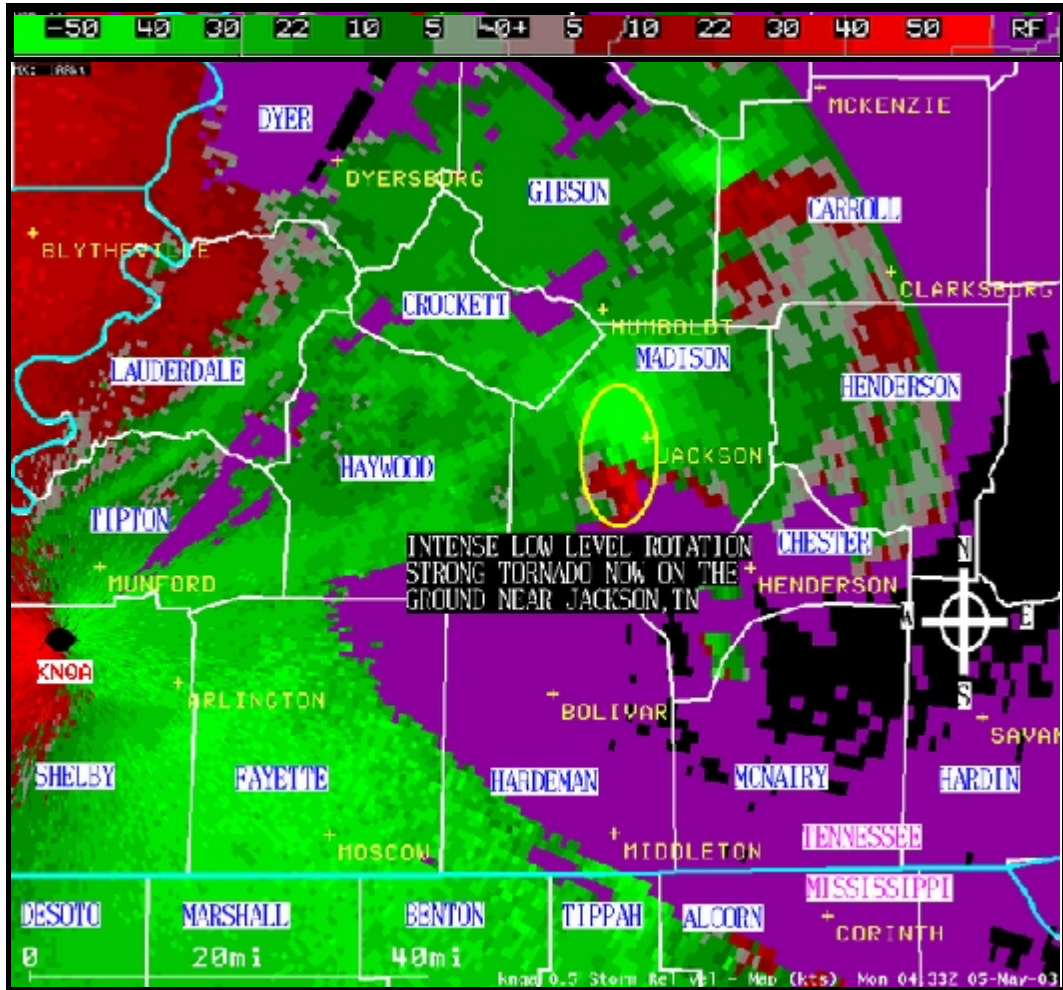 -50 40 30 22 10 5 -0+ 5 10 22 30 40 50 RF
DYER
MCKENZIE
DYERSBURG
GIBSON
CARROLL
BLYTHEVILLE
CLARKSBURG
CROCKETT
HUMBOLDT
MADISON
LAUDERDALE
HENDERSON
JACKSON
HAYWOOD
TIPTON
INTENSE LOW LEVEL ROTATION
STRONG TORNADO NOW ON THE
GROUND NEAR JACKSON,TN
CHESTER
N
MUNFORD
HENDERSON
W
E
KNQA
ARLINGTON
S
BOLIVAR
SAVAN
SHELBY
FAYETTE
HARDEMAN
MCNAIRY
HARDIN
MOSCOW
MIDDLETON
TENNESSEE
MISSISSIPPI
DESOTO
MARSHALL
BENTON
TIPPAH
ALCORN
CORINTH
0 20mi 40mi
knqa 0.5 Storm Rel Vel - Map (kts) Mon 04:33Z 05-May-03